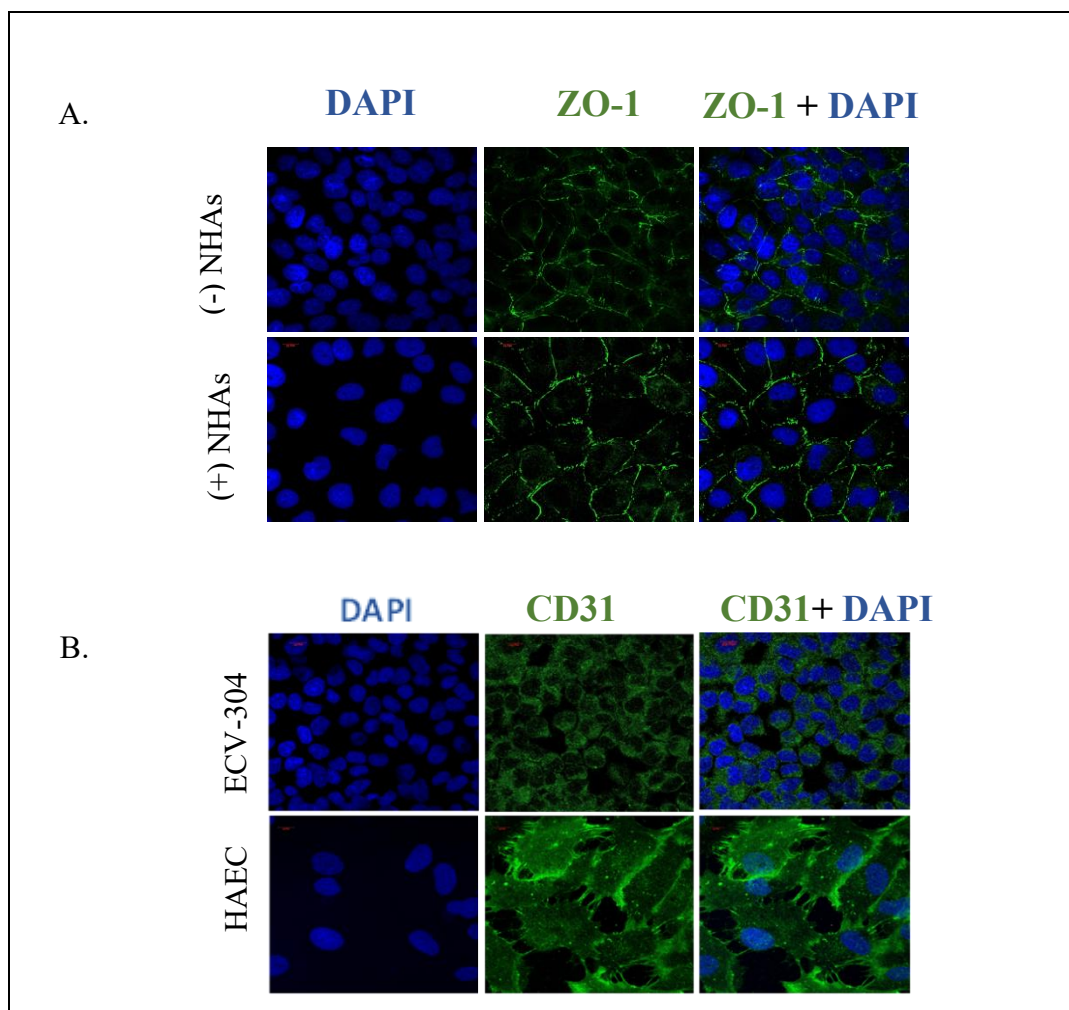 A.
DAPI ZO-1 ZO-1 + DAPI
(-) NHAs
(+) NHAs
B.
DAPI CD31 CD31+ DAPI
ECV-304
HAEC